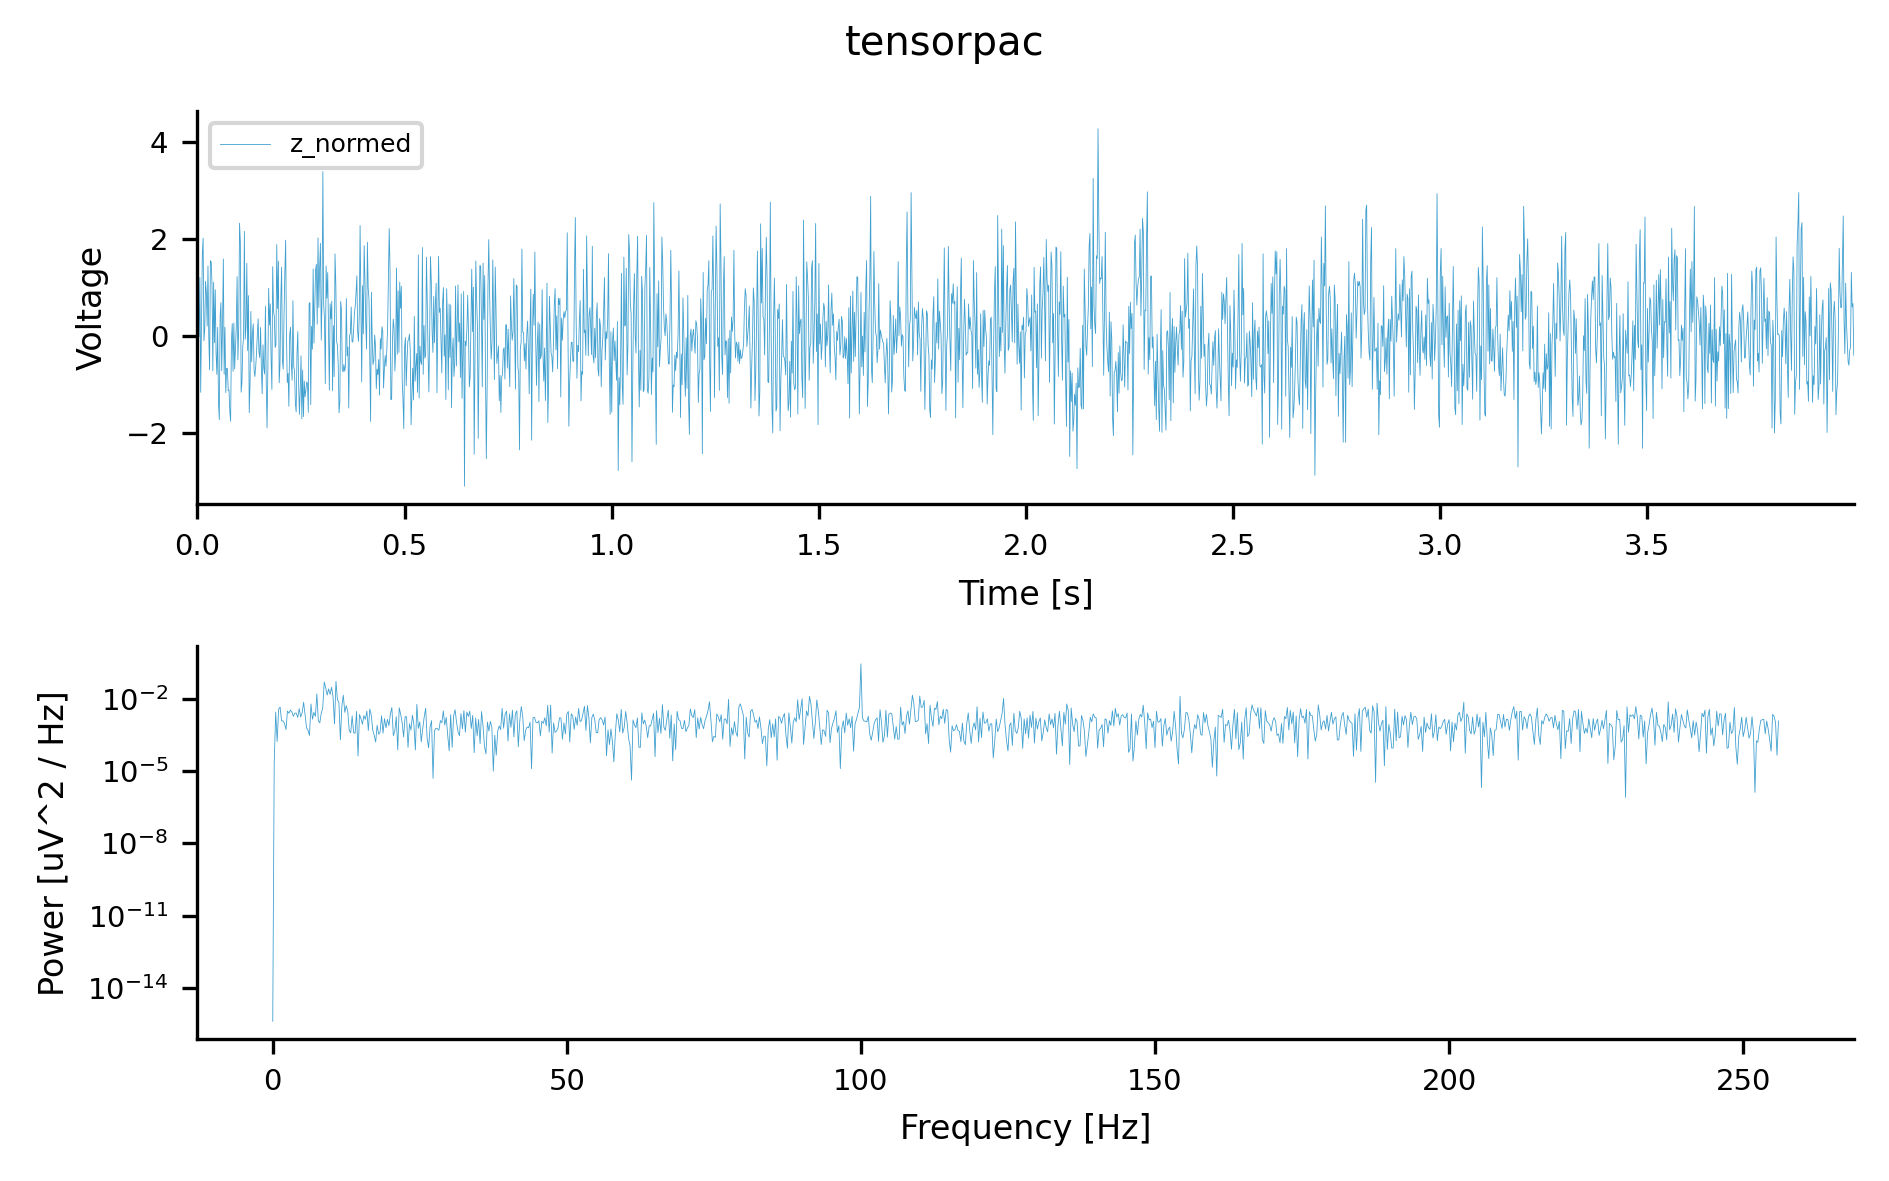 tensorpac
z_normed
4
2
0
−2
Voltage
0.0 0.5 1.0 1.5 2.0 2.5 3.0 3.5
Time [s]
10⁻²
10⁻⁵
10⁻⁸
10⁻¹¹
10⁻¹⁴
Power [uV^2 / Hz]
0 50 100 150 200 250
Frequency [Hz]